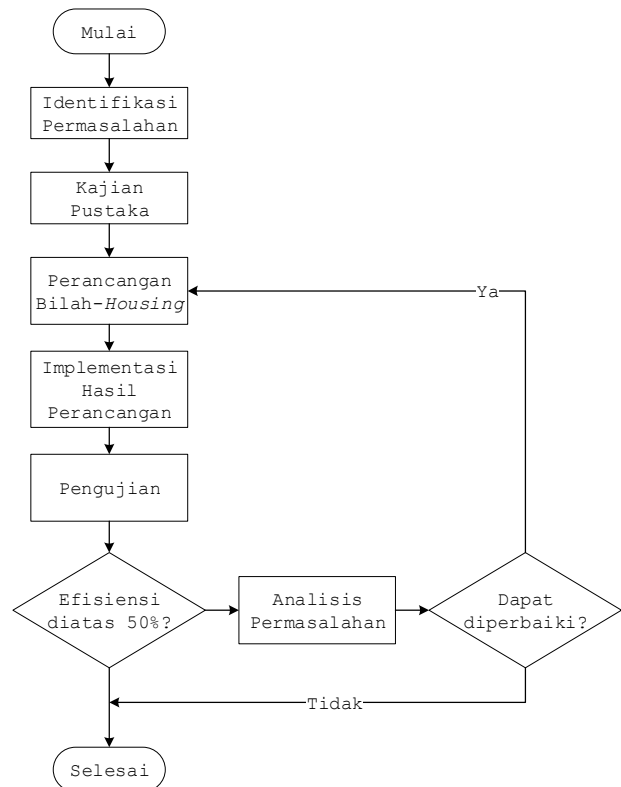 Mulai
Identifikasi
Permasalahan
Kajian
Pustaka
Perancangan
Bilah-Housing
Ya
Implementasi
Hasil
Perancangan
Pengujian
Efisiensi
diatas 50%?
Analisis
Permasalahan
Dapat
diperbaiki?
Tidak
Selesai